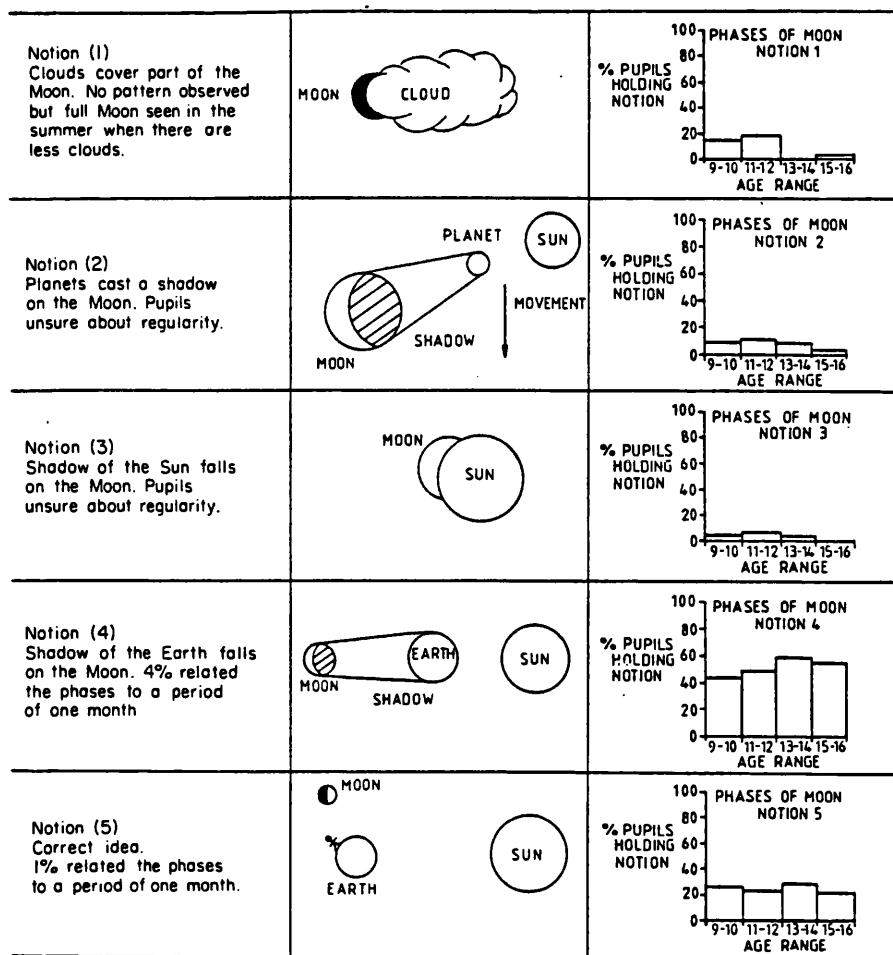 Notion (1)
Clouds cover part of the
Moon. No pattern observed
but full Moon seen in the
summer when there are
less clouds.
MOON
CLOUD
PHASES OF MOON
NOTION 1
% PUPILS
HOLDING
NOTION
100
80
60
40
20
0
9-10 11-12 13-14 15-16
AGE RANGE
Notion (2)
Planets cast a shadow
on the Moon. Pupils
unsure about regularity.
PLANET
SUN
MOVEMENT
SHADOW
MOON
PHASES OF MOON
NOTION 2
% PUPILS
HOLDING
NOTION
100
80
60
40
20
0
9-10 11-12 13-14 15-16
AGE RANGE
Notion (3)
Shadow of the Sun falls
on the Moon. Pupils
unsure about regularity.
MOON
SUN
PHASES OF MOON
NOTION 3
% PUPILS
HOLDING
NOTION
100
80
60
40
20
0
9-10 11-12 13-14 15-16
AGE RANGE
Notion (4)
Shadow of the Earth falls
on the Moon. 4% related
the phases to a period
of one month
EARTH
SUN
MOON
SHADOW
PHASES OF MOON
NOTION 4
% PUPILS
HOLDING
NOTION
100
80
60
40
20
0
9-10 11-12 13-14 15-16
AGE RANGE
Notion (5)
Correct idea.
1% related the phases
to a period of one month.
MOON
SUN
EARTH
PHASES OF MOON
NOTION 5
% PUPILS
HOLDING
NOTION
100
80
60
40
20
0
9-10 11-12 13-14 15-16
AGE RANGE